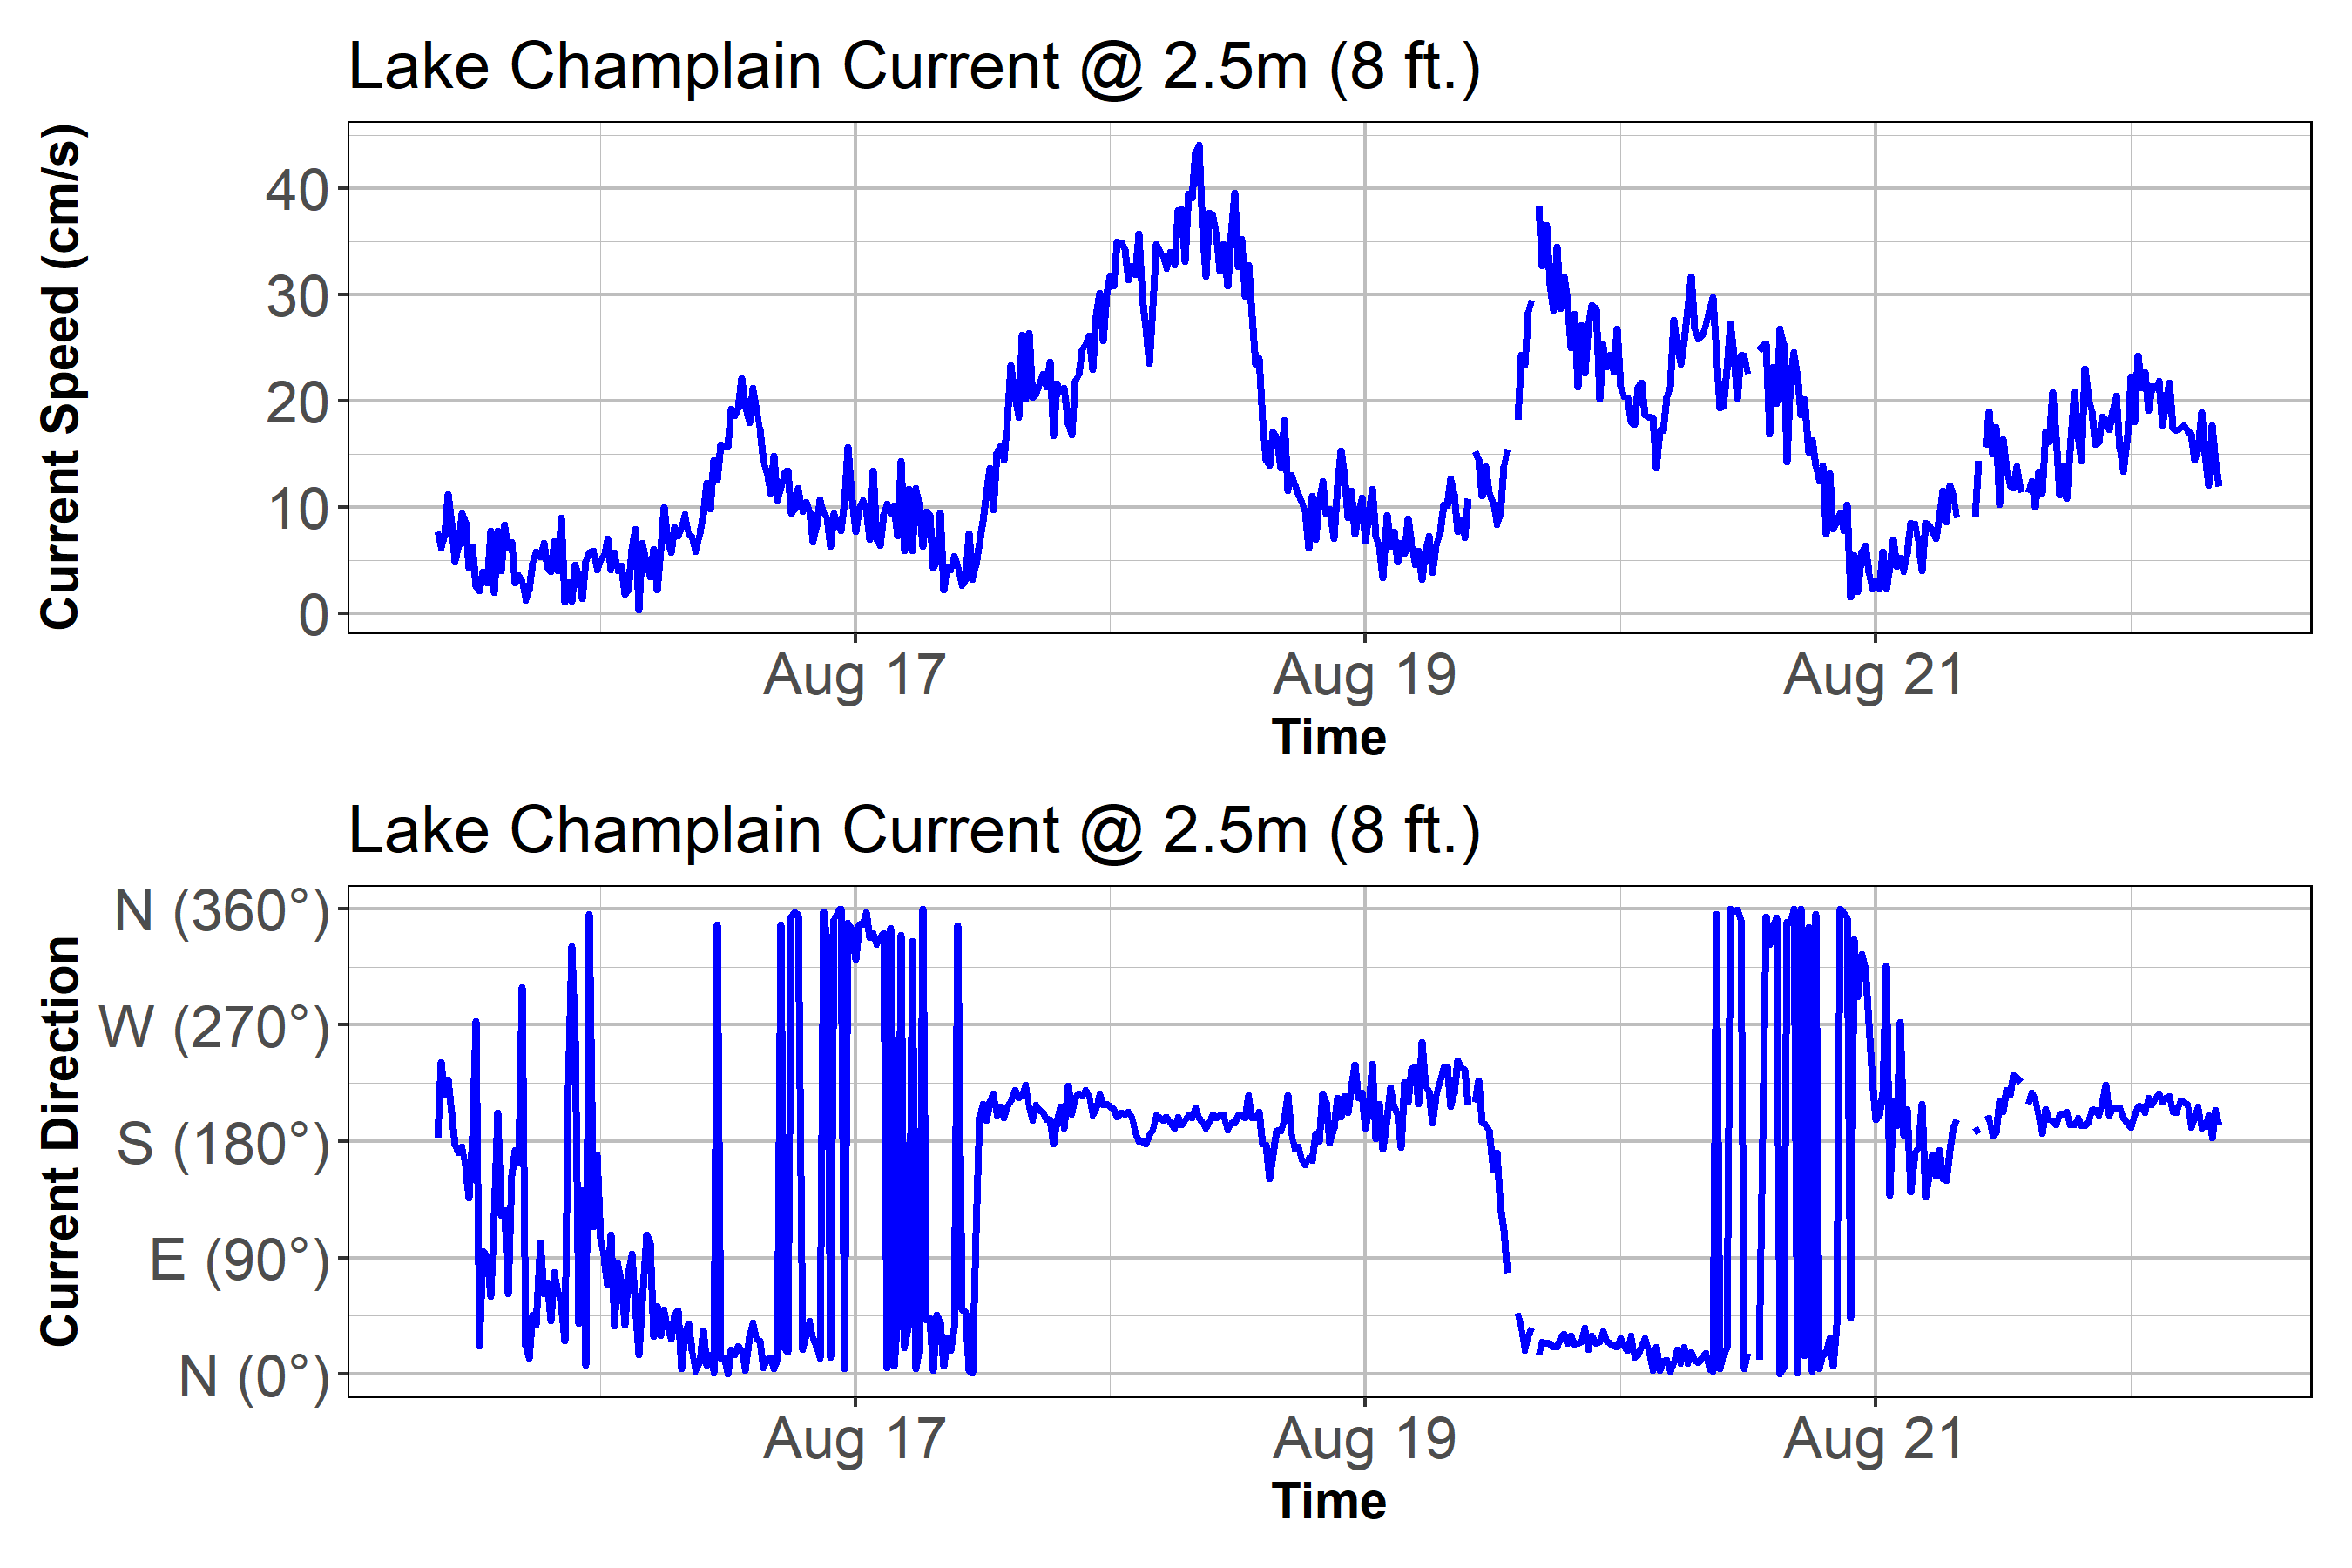 Lake Champlain Current @ 2.5m (8 ft.)
Current Speed (cm/s)
40
30
20
10
0
Aug 17
Aug 19
Aug 21
Time
Lake Champlain Current @ 2.5m (8 ft.)
Current Direction
N (360°)
W (270°)
S (180°)
E (90°)
N (0°)
Aug 17
Aug 19
Aug 21
Time